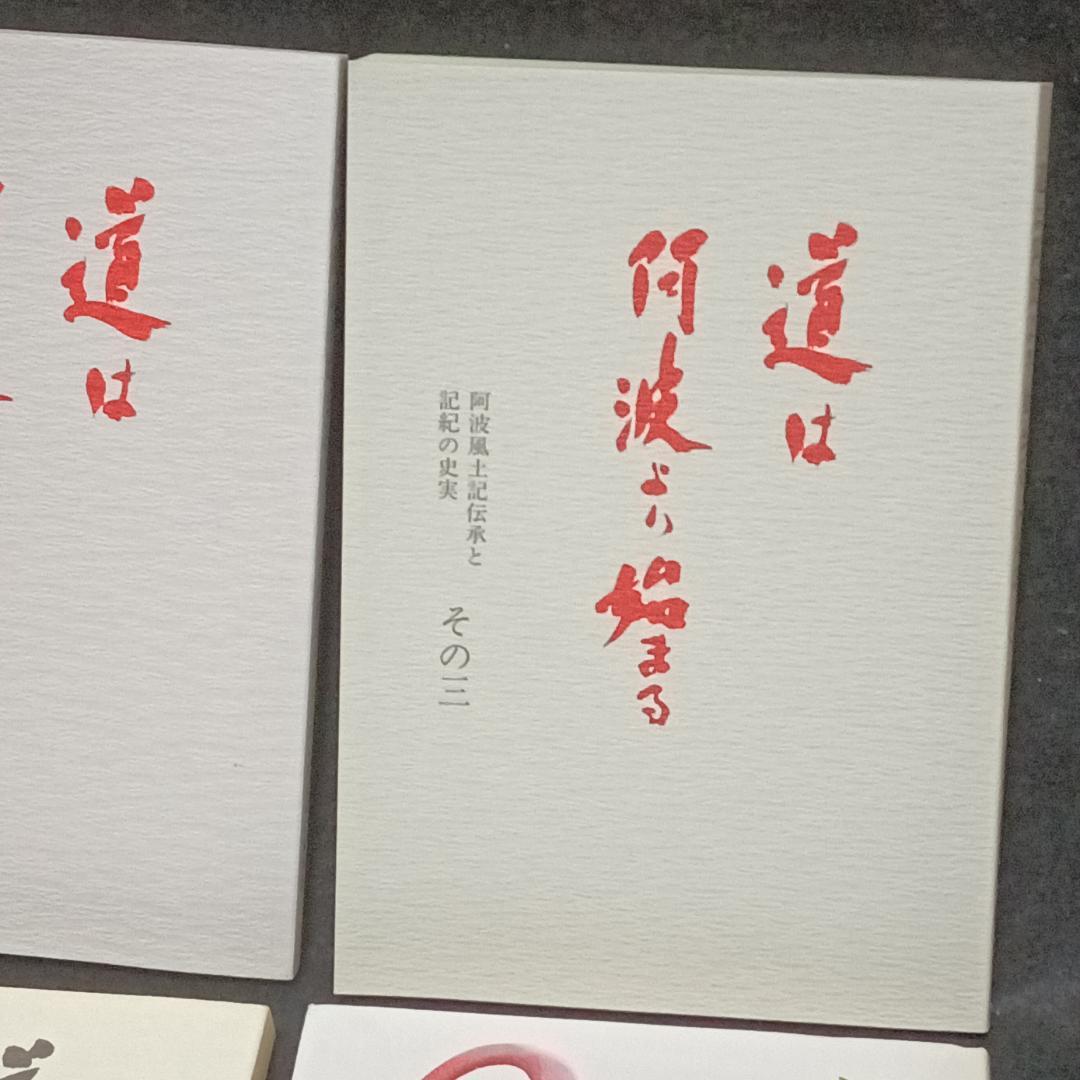 道は
阿波より始まる
阿波風土記伝承と
記紀の史実
その三
道は